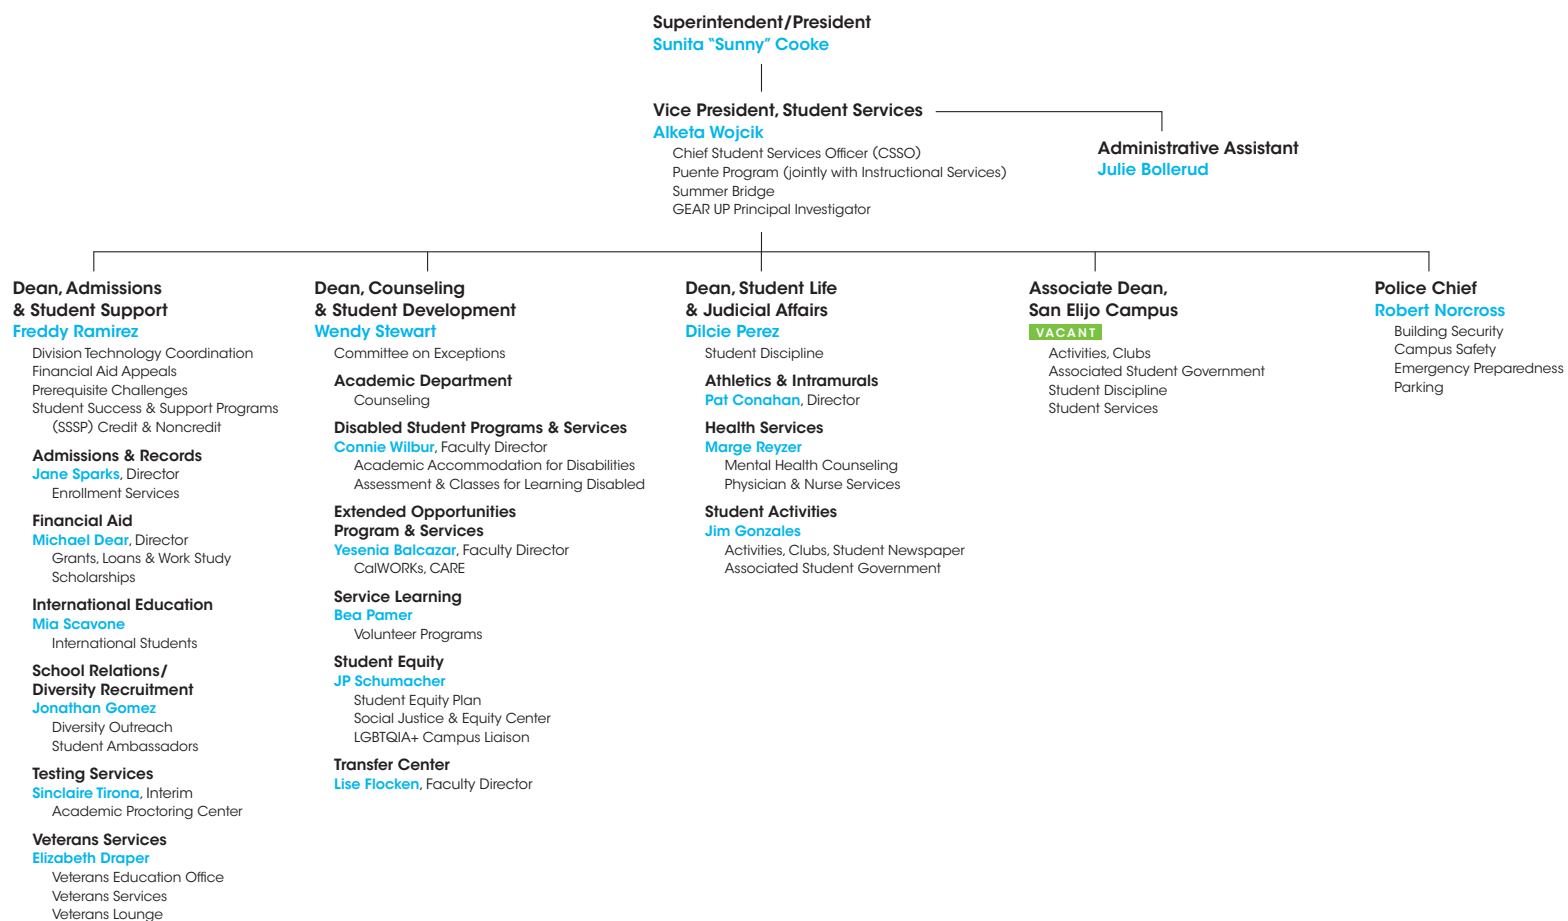 Superintendent/President
Sunita "Sunny" Cooke
Vice President, Student Services
Alketa Wojcik
Chief Student Services Officer (CSSO)
Puente Program (jointly with Instructional Services)
Summer Bridge
GEAR UP Principal Investigator
Administrative Assistant
Julie Bollerud
Dean, Admissions
& Student Support
Freddy Ramirez
Division Technology Coordination
Financial Aid Appeals
Prerequisite Challenges
Student Success & Support Programs
(SSSP) Credit & Noncredit
Admissions & Records
Jane Sparks, Director
Enrollment Services
Financial Aid
Michael Dear, Director
Grants, Loans & Work Study
Scholarships
International Education
Mia Scavone
International Students
School Relations/
Diversity Recruitment
Jonathan Gomez
Diversity Outreach
Student Ambassadors
Testing Services
Sinclaire Tirona, Interim
Academic Proctoring Center
Veterans Services
Elizabeth Draper
Veterans Education Office
Veterans Services
Veterans Lounge
Dean, Counseling
& Student Development
Wendy Stewart
Committee on Exceptions
Academic Department
Counseling
Disabled Student Programs & Services
Connie Wilbur, Faculty Director
Academic Accommodation for Disabilities
Assessment & Classes for Learning Disabled
Extended Opportunities
Program & Services
Yesenia Balcazar, Faculty Director
CalWORKs, CARE
Service Learning
Bea Pamer
Volunteer Programs
Student Equity
JP Schumacher
Student Equity Plan
Social Justice & Equity Center
LGBTQIA+ Campus Liaison
Transfer Center
Lise Flocken, Faculty Director
Dean, Student Life
& Judicial Affairs
Dilcie Perez
Student Discipline
Athletics & Intramurals
Pat Conahan, Director
Health Services
Marge Reyzer
Mental Health Counseling
Physician & Nurse Services
Student Activities
Jim Gonzales
Activities, Clubs, Student Newspaper
Associated Student Government
Associate Dean,
San Elijo Campus
VACANT
Activities, Clubs
Associated Student Government
Student Discipline
Student Services
Police Chief
Robert Norcross
Building Security
Campus Safety
Emergency Preparedness
Parking